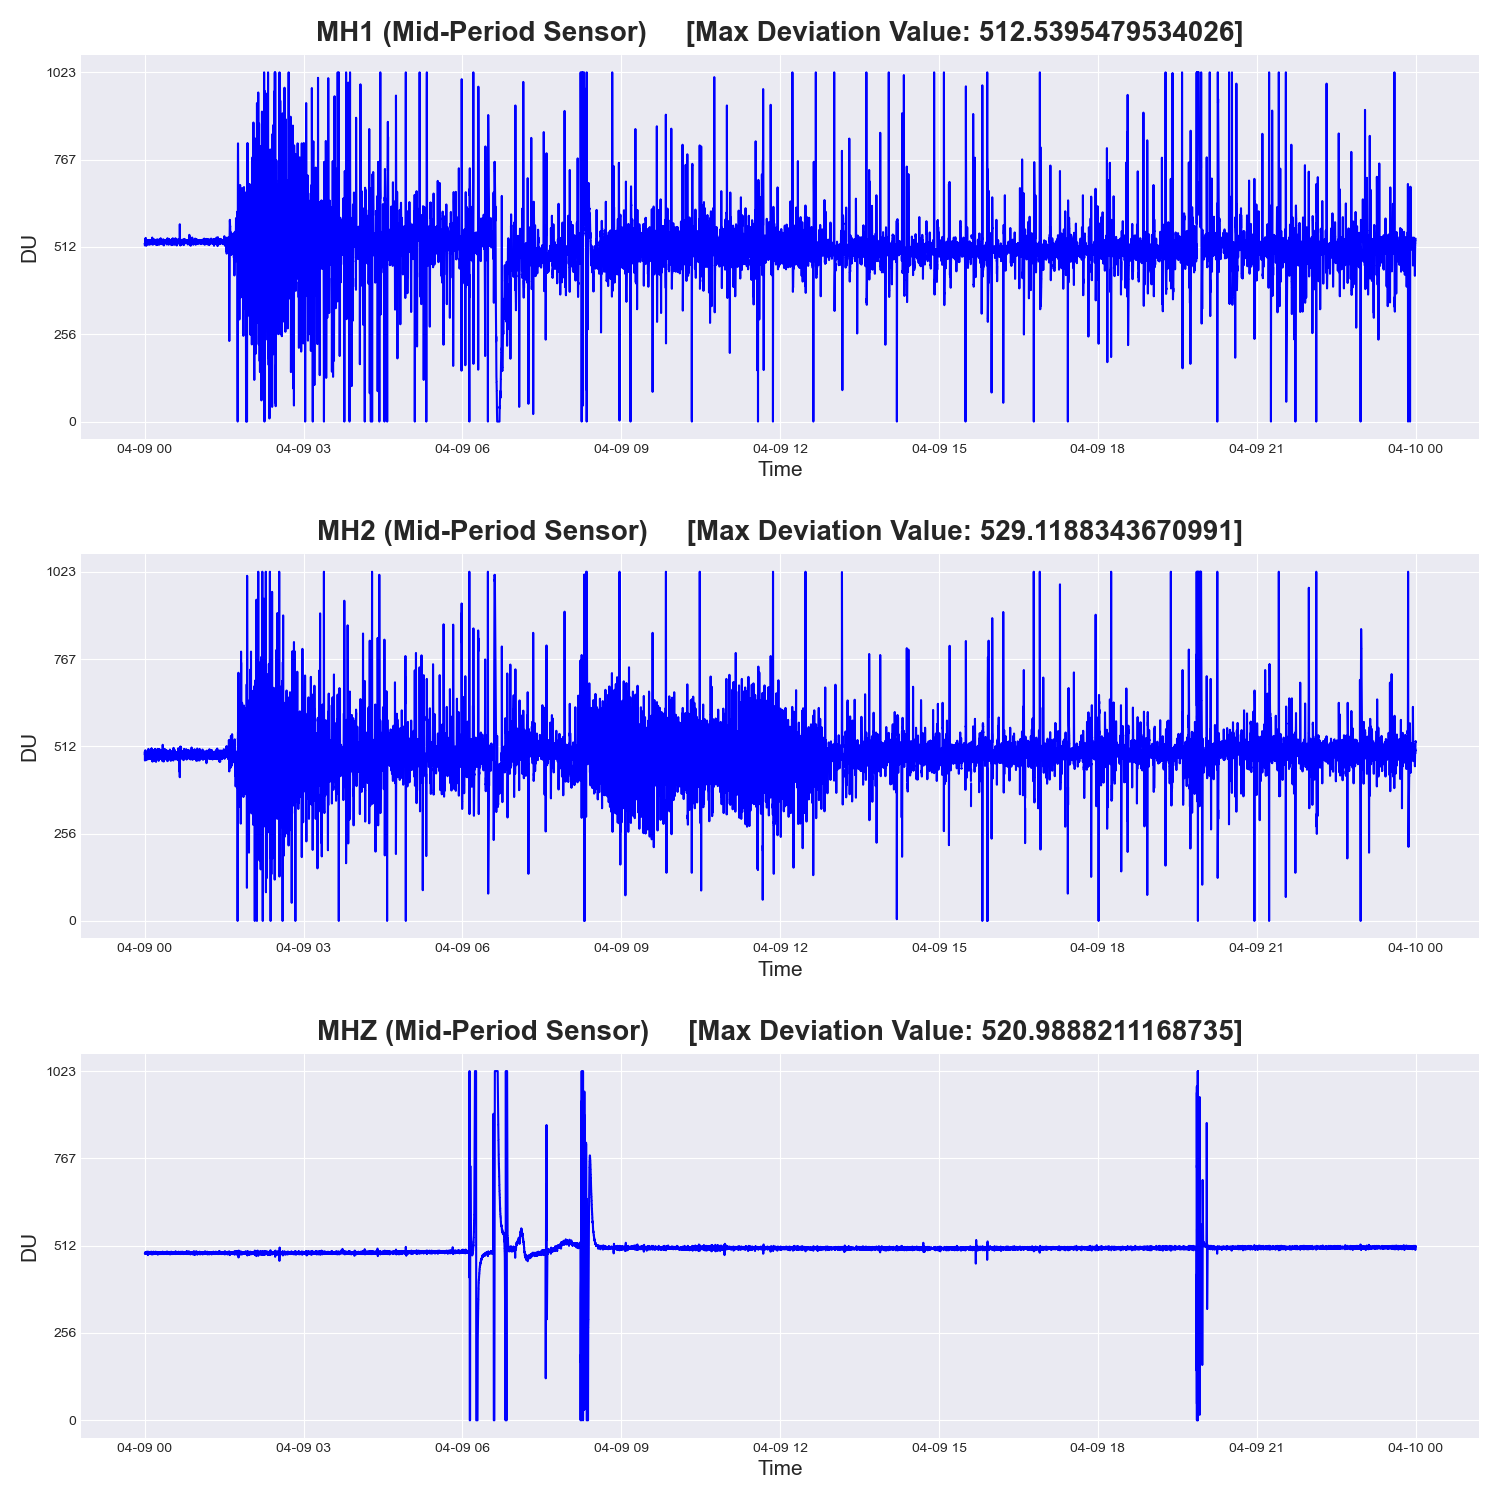 MH1 (Mid-Period Sensor) [Max Deviation Value: 512.5395479534026]
1023
767
512
256
0
DU
04-09 00 04-09 03 04-09 06 04-09 09 04-09 12 04-09 15 04-09 18 04-09 21 04-10 00
Time
MH2 (Mid-Period Sensor) [Max Deviation Value: 529.1188343670991]
1023
767
512
256
0
DU
04-09 00 04-09 03 04-09 06 04-09 09 04-09 12 04-09 15 04-09 18 04-09 21 04-10 00
Time
MHZ (Mid-Period Sensor) [Max Deviation Value: 520.9888211168735]
1023
767
512
256
0
DU
04-09 00 04-09 03 04-09 06 04-09 09 04-09 12 04-09 15 04-09 18 04-09 21 04-10 00
Time